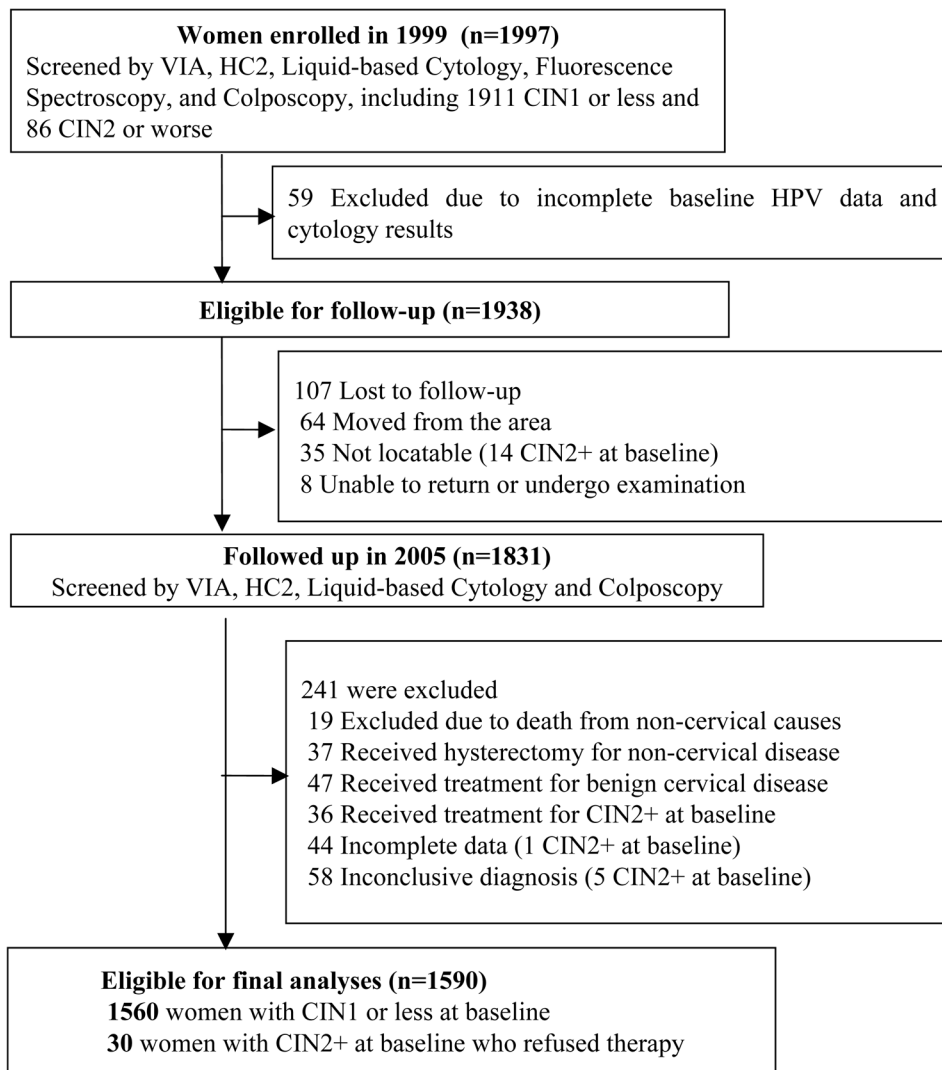 Women enrolled in 1999 (n=1997)
Screened by VIA, HC2, Liquid-based Cytology, Fluorescence
Spectroscopy, and Colposcopy, including 1911 CIN1 or less and
86 CIN2 or worse
59 Excluded due to incomplete baseline HPV data and
cytology results
Eligible for follow-up (n=1938)
107 Lost to follow-up
64 Moved from the area
35 Not locatable (14 CIN2+ at baseline)
8 Unable to return or undergo examination
Followed up in 2005 (n=1831)
Screened by VIA, HC2, Liquid-based Cytology and Colposcopy
241 were excluded
19 Excluded due to death from non-cervical causes
37 Received hysterectomy for non-cervical disease
47 Received treatment for benign cervical disease
36 Received treatment for CIN2+ at baseline
44 Incomplete data (1 CIN2+ at baseline)
58 Inconclusive diagnosis (5 CIN2+ at baseline)
Eligible for final analyses (n=1590)
1560 women with CIN1 or less at baseline
30 women with CIN2+ at baseline who refused therapy